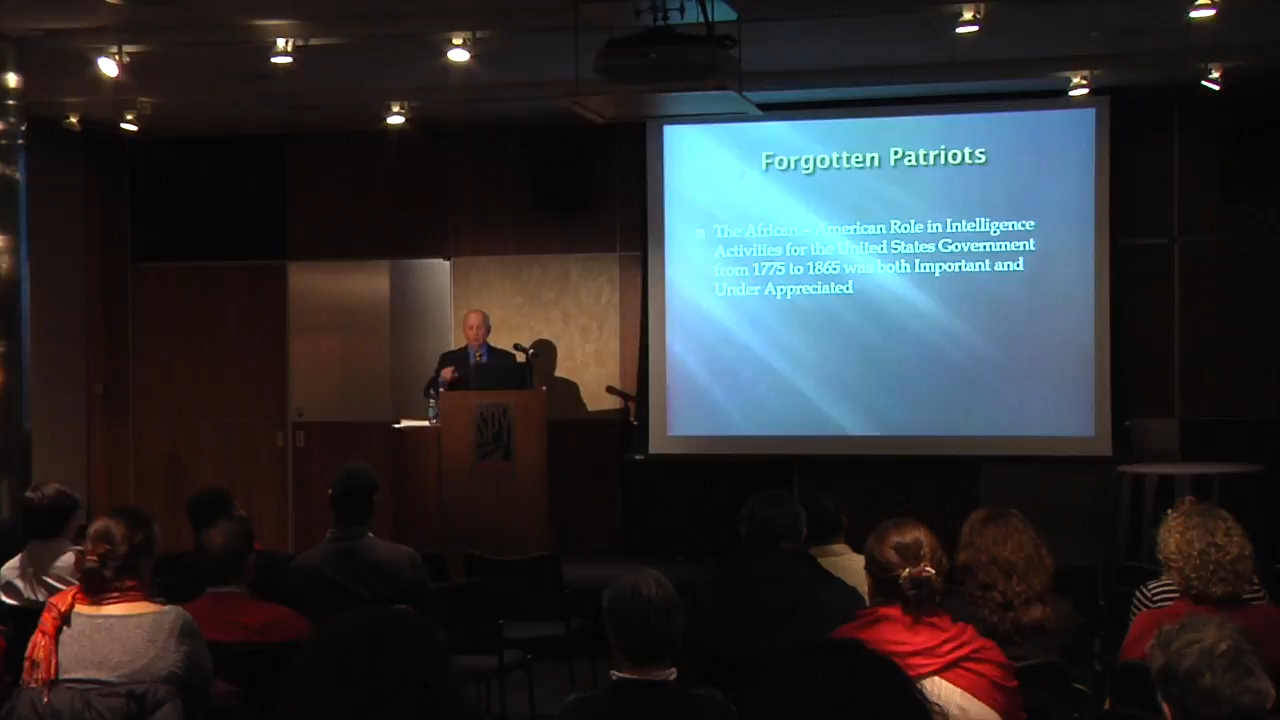 Forgotten Patriots
The African – American Role in Intelligence
Activities for the United States Government
from 1775 to 1865 was both Important and
Under Appreciated
SPY